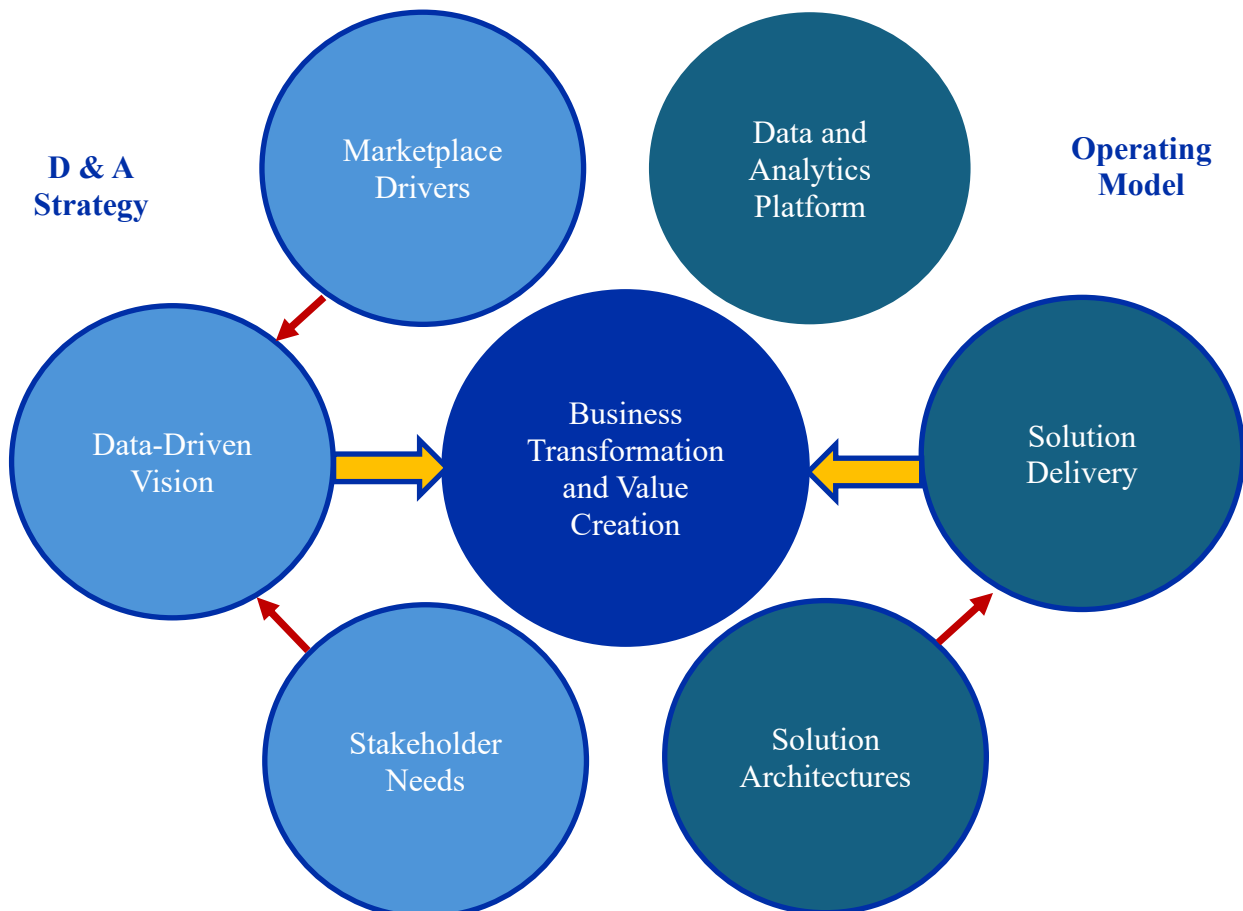 D & A
Strategy
Marketplace
Drivers
Data and
Analytics
Platform
Operating
Model
Data-Driven
Vision
Business
Transformation
and Value
Creation
Solution
Delivery
Stakeholder
Needs
Solution
Architectures